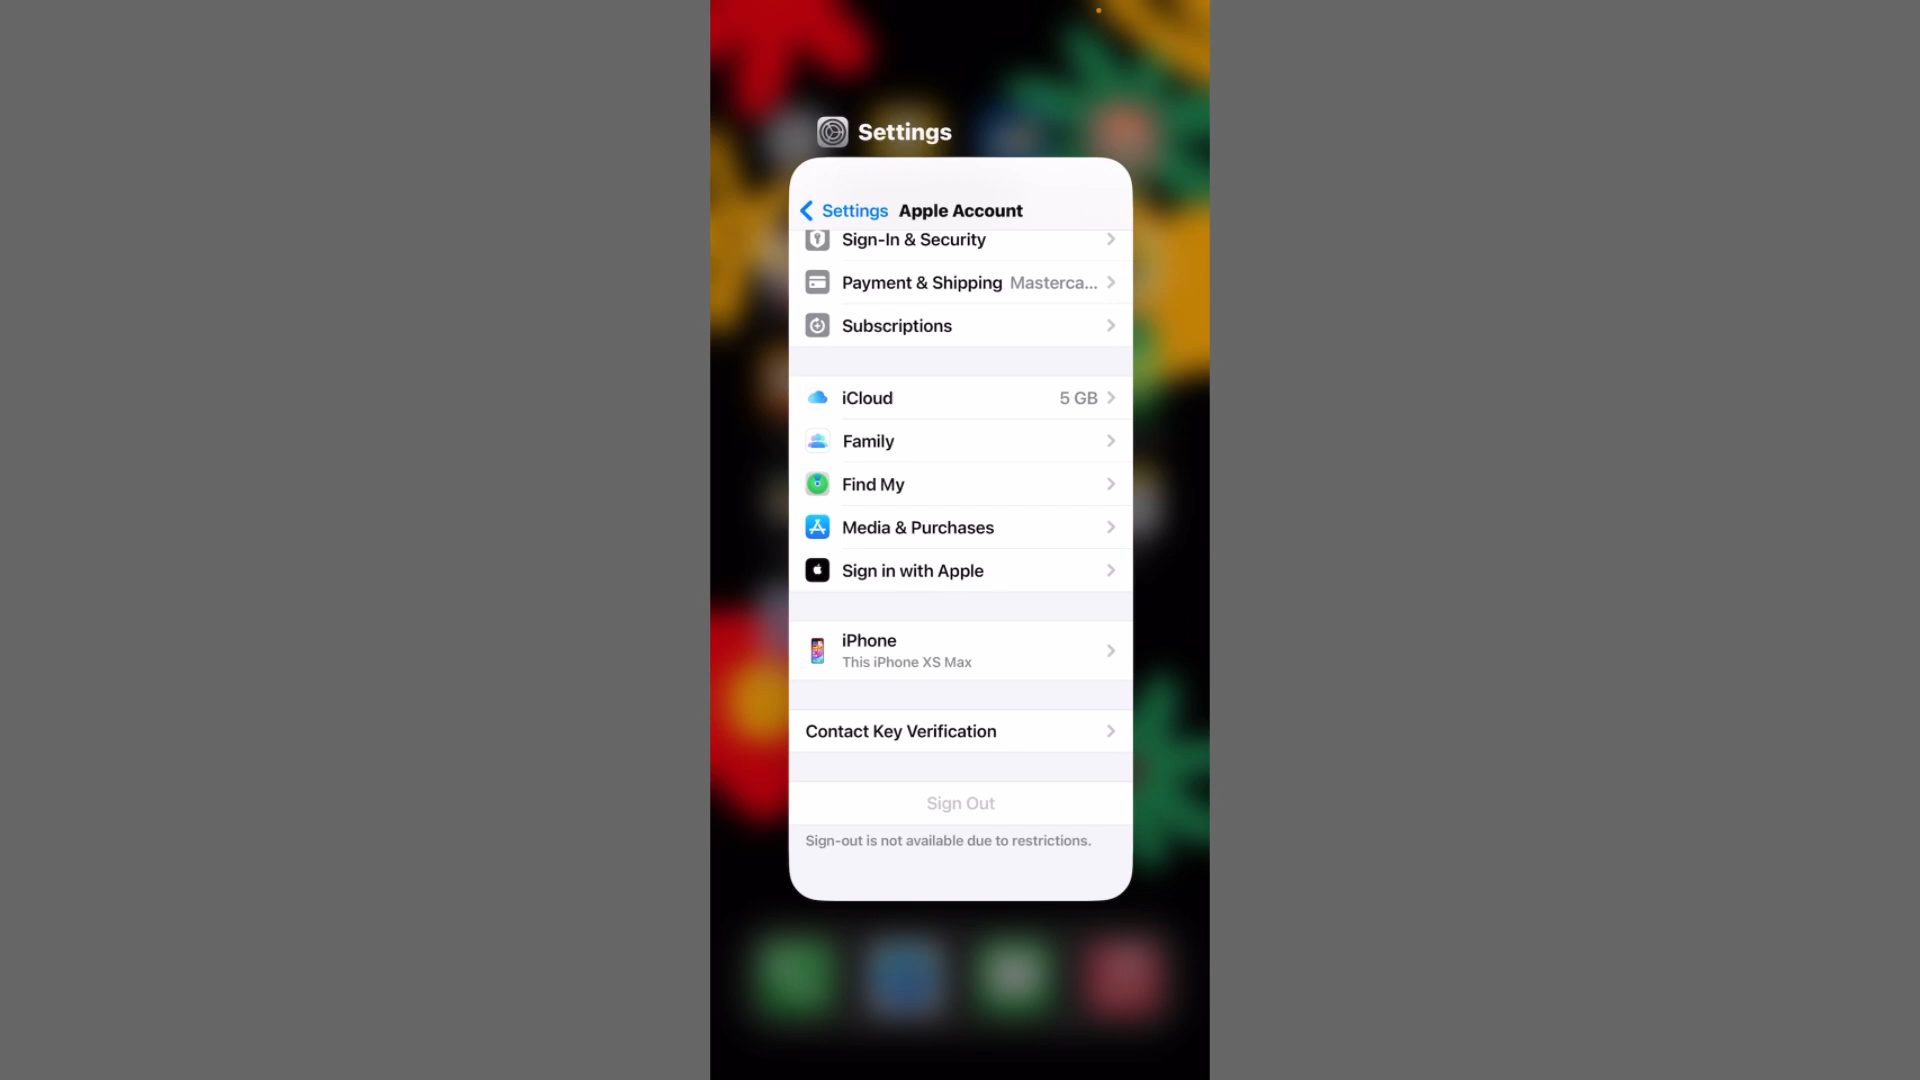 Settings
Settings Apple Account
Sign-In & Security
Payment & Shipping Masterca...
Subscriptions
iCloud 5 GB
Family
Find My
Media & Purchases
Sign in with Apple
iPhone
This iPhone XS Max
Contact Key Verification
Sign Out
Sign-out is not available due to restrictions.